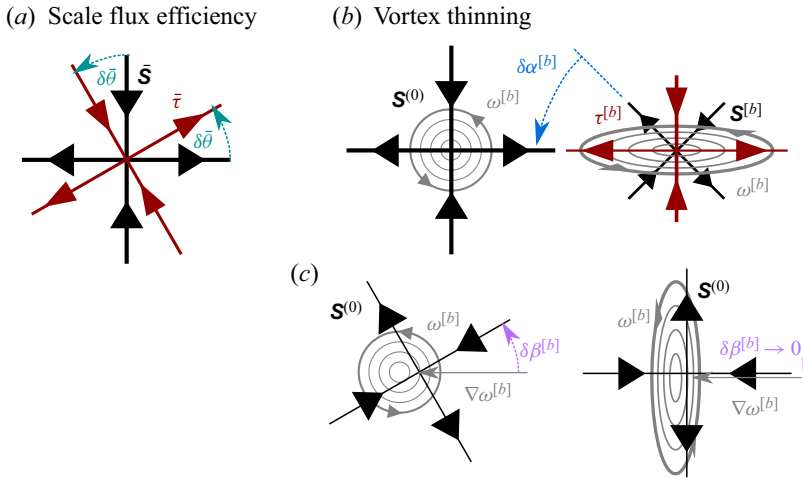 (a) Scale flux efficiency
(b) Vortex thinning
δθ̄
S̄
τ̄
δθ̄
S⁽⁰⁾
ω^[b]
δα^[b]
τ^[b]
S^[b]
ω^[b]
(c)
S⁽⁰⁾
ω^[b]
δβ^[b]
∇ω^[b]
S⁽⁰⁾
ω^[b]
δβ^[b] → 0
∇ω^[b]